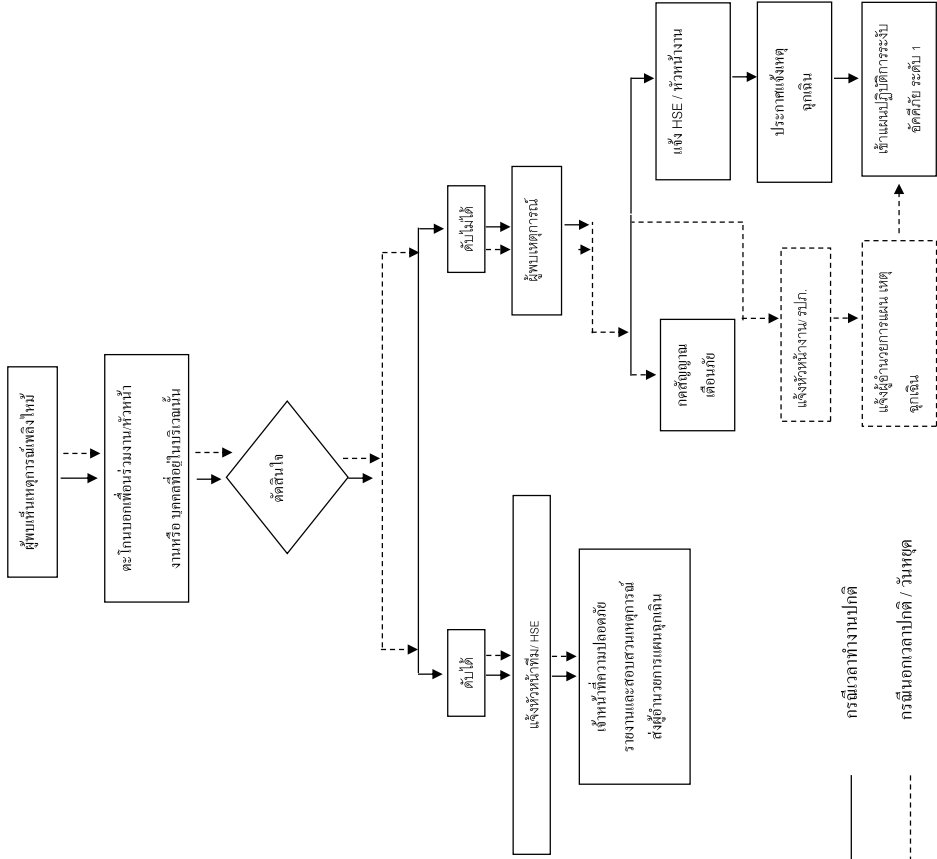 ผู้พบเห็นเหตุการณ์เพลิงไหม้
ตะโกนบอกเพื่อนร่วมงาน/หัวหน้า
งานหรือ บุคคลที่อยู่ในบริเวณนั้น
ตัดสินใจ
ดับได้
แจ้งหัวหน้าทีม/ HSE
เจ้าหน้าที่ความปลอดภัย
รายงานและสอบสวนเหตุการณ์
ส่งผู้อำนวยการแผนฉุกเฉิน
ดับไม่ได้
ผู้พบเหตุการณ์
กดสัญญาณ
เตือนภัย
แจ้งหัวหน้างาน/ รปภ.
แจ้งผู้อำนวยการแผน เหตุ
ฉุกเฉิน
แจ้ง HSE / หัวหน้างาน
ประกาศแจ้งเหตุ
ฉุกเฉิน
เข้าแผนปฏิบัติการระงับ
อัคคีภัย ระดับ 1
กรณีเวลาทำงานปกติ
กรณีนอกเวลาปกติ / วันหยุด